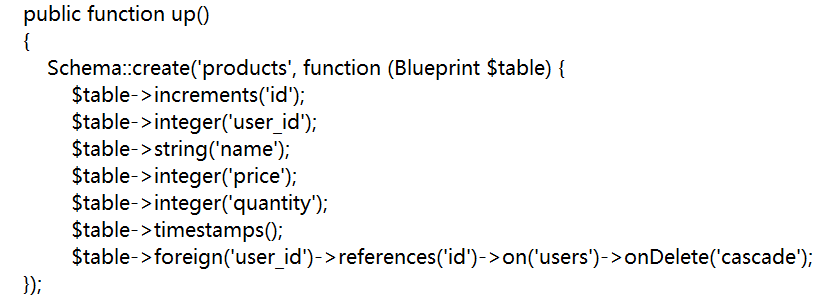 public function up()
{
Schema::create('products', function (Blueprint $table) {
$table->increments('id');
$table->integer('user_id');
$table->string('name');
$table->integer('price');
$table->integer('quantity');
$table->timestamps();
$table->foreign('user_id')->references('id')->on('users')->onDelete('cascade');
});